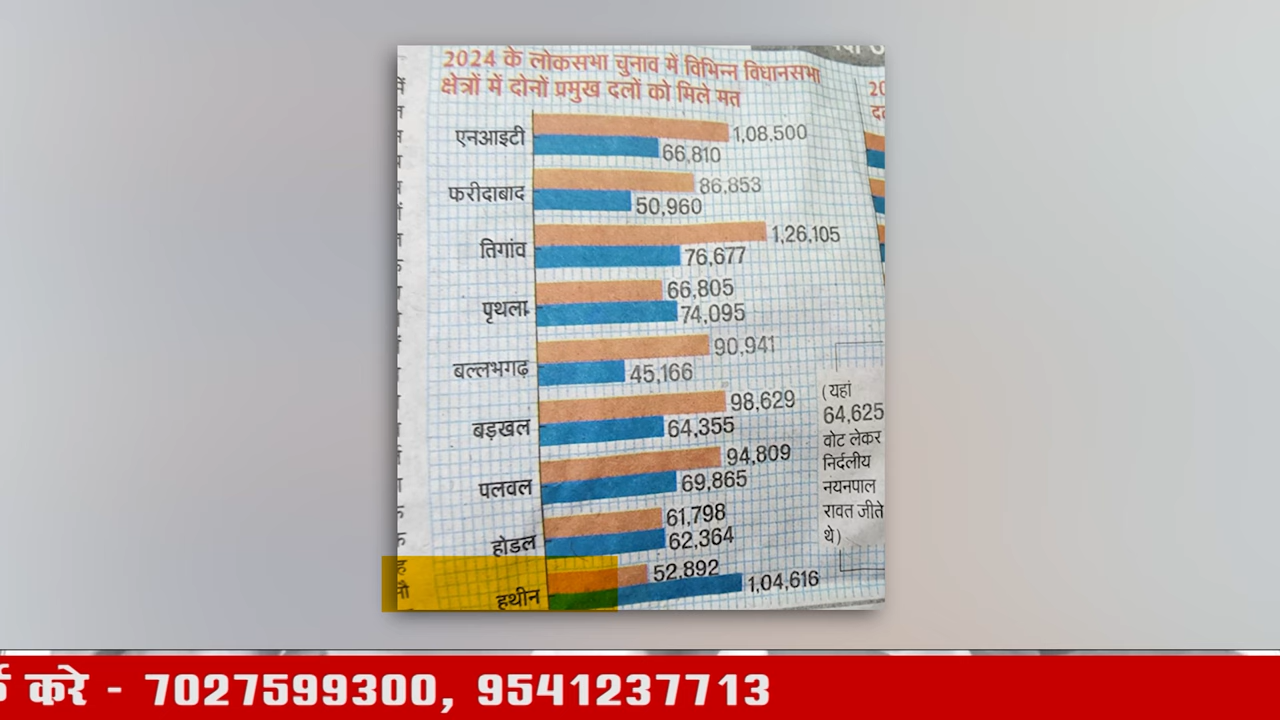 2024 के लोकसभा चुनाव में विभिन्न विधानसभा
क्षेत्रों में दोनों प्रमुख दलों को मिले मत
एनआइटी
1,08,500
66,810
फरीदाबाद
86,853
50,960
तिगांव
1,26,105
76,677
पृथला
66,805
74,095
बल्लभगढ़
90,941
45,166
बड़खल
98,629
64,355
पलवल
94,809
69,865
होडल
61,798
62,364
हथीन
52,892
1,04,616
(यहां
64,625
वोट लेकर
निर्दलीय
नयनपाल
रावत जीते
थे)
20
करे - 7027599300, 9541237713